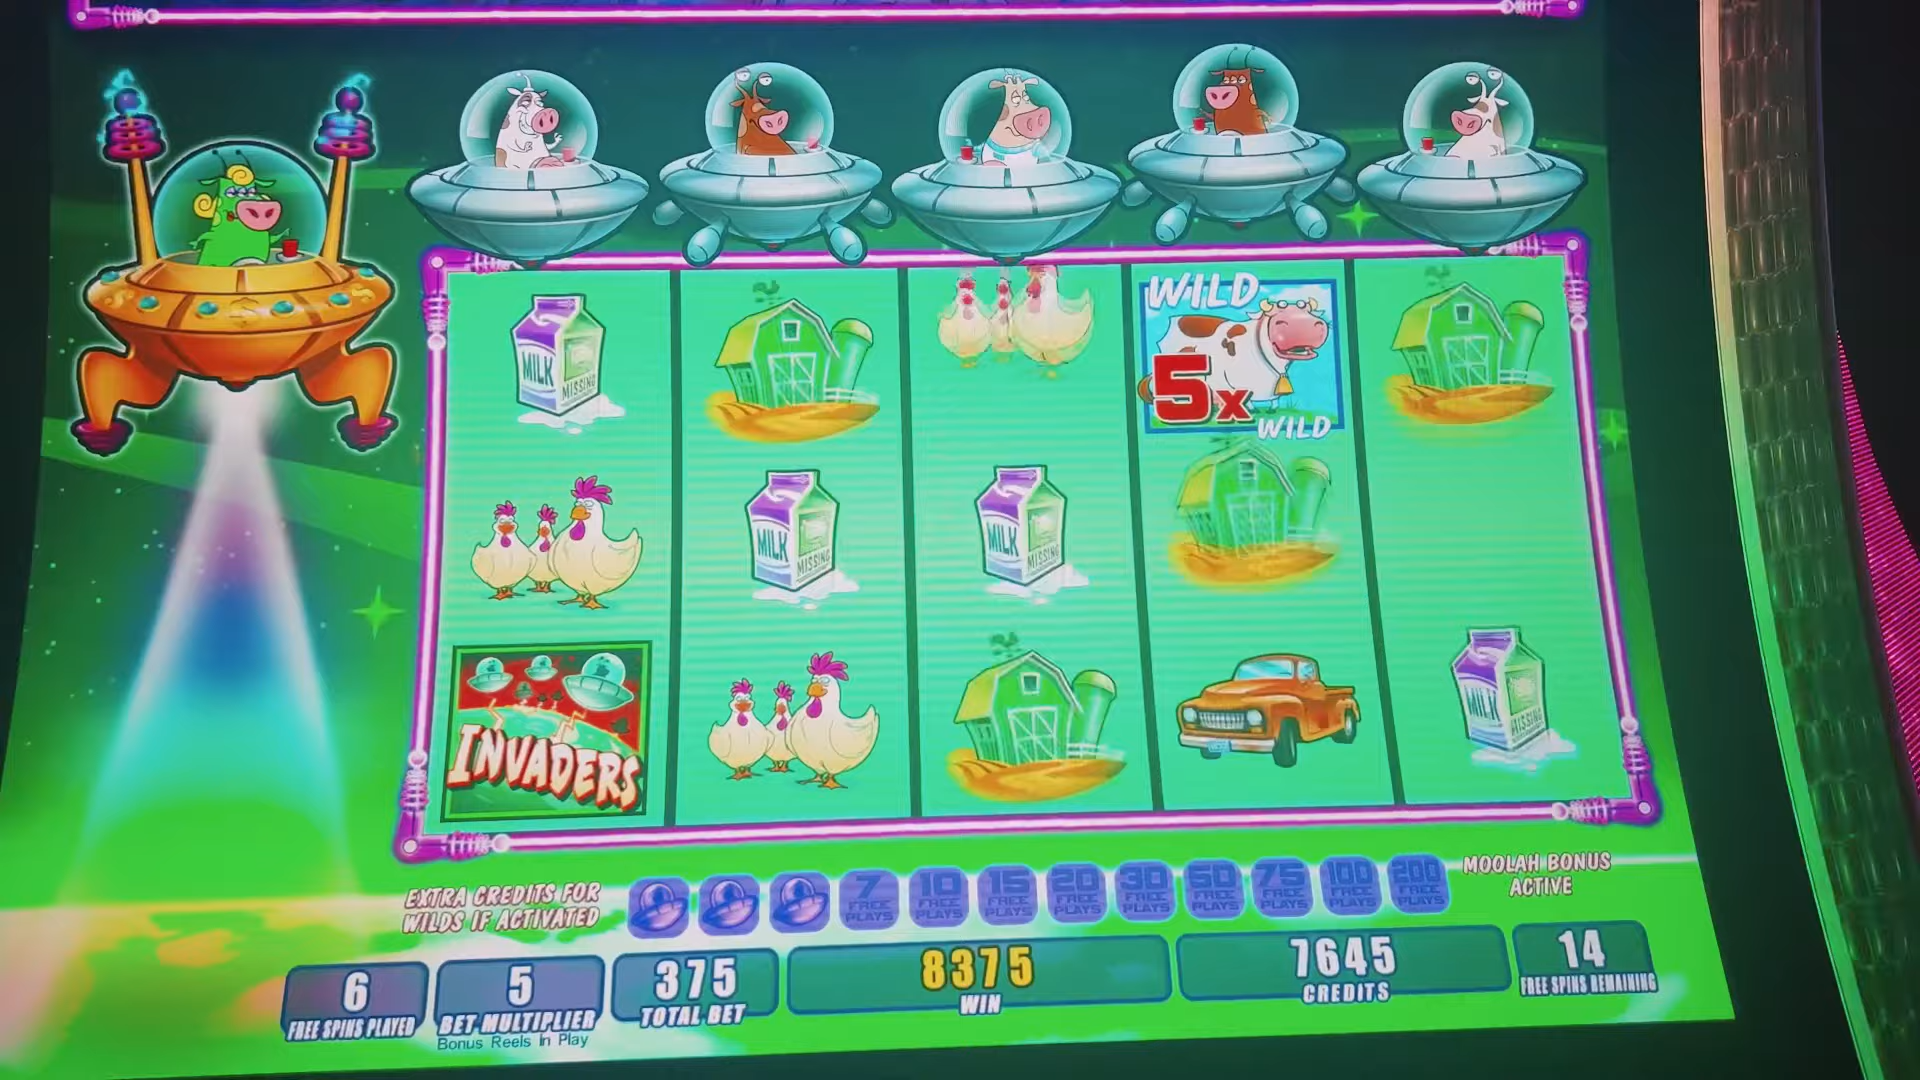 WILD
5x
WILD
MILK
MISSING
MILK
MISSING
MILK
MISSING
INVADERS
MILK
MISSING
EXTRA CREDITS FOR
WILDS IF ACTIVATED
7
FREE
PLAYS
10
FREE
PLAYS
15
FREE
PLAYS
20
FREE
PLAYS
30
FREE
PLAYS
50
FREE
PLAYS
75
FREE
PLAYS
100
FREE
PLAYS
200
FREE
PLAYS
MOOLAH BONUS
ACTIVE
6
FREE SPINS PLAYED
5
BET MULTIPLIER
Bonus Reels In Play
375
TOTAL BET
8375
WIN
7645
CREDITS
14
FREE SPINS REMAINING